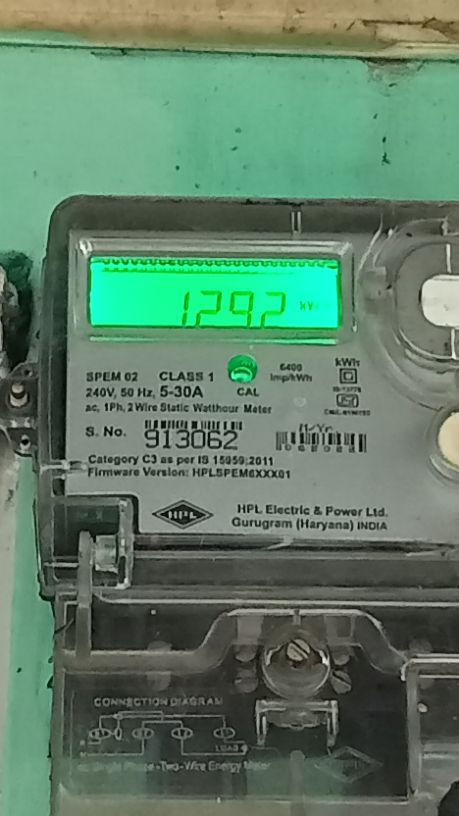 1292
SPEM 02 CLASS 1
240V, 50 Hz, 5-30A
CAL
6400
imp/kWh
kWh
ac, 1Ph, 2 Wire Static Watthour Meter
S. No. 913062
M/Yr.
Category C3 as per IS 15959:2011
Firmware Version: HPLSPEM6XXX01
HPL
HPL Electric & Power Ltd.
Gurugram (Haryana) INDIA
CONNECTION DIAGRAM
LOAD
ac Single Phase -Two-Wire Energy Meter